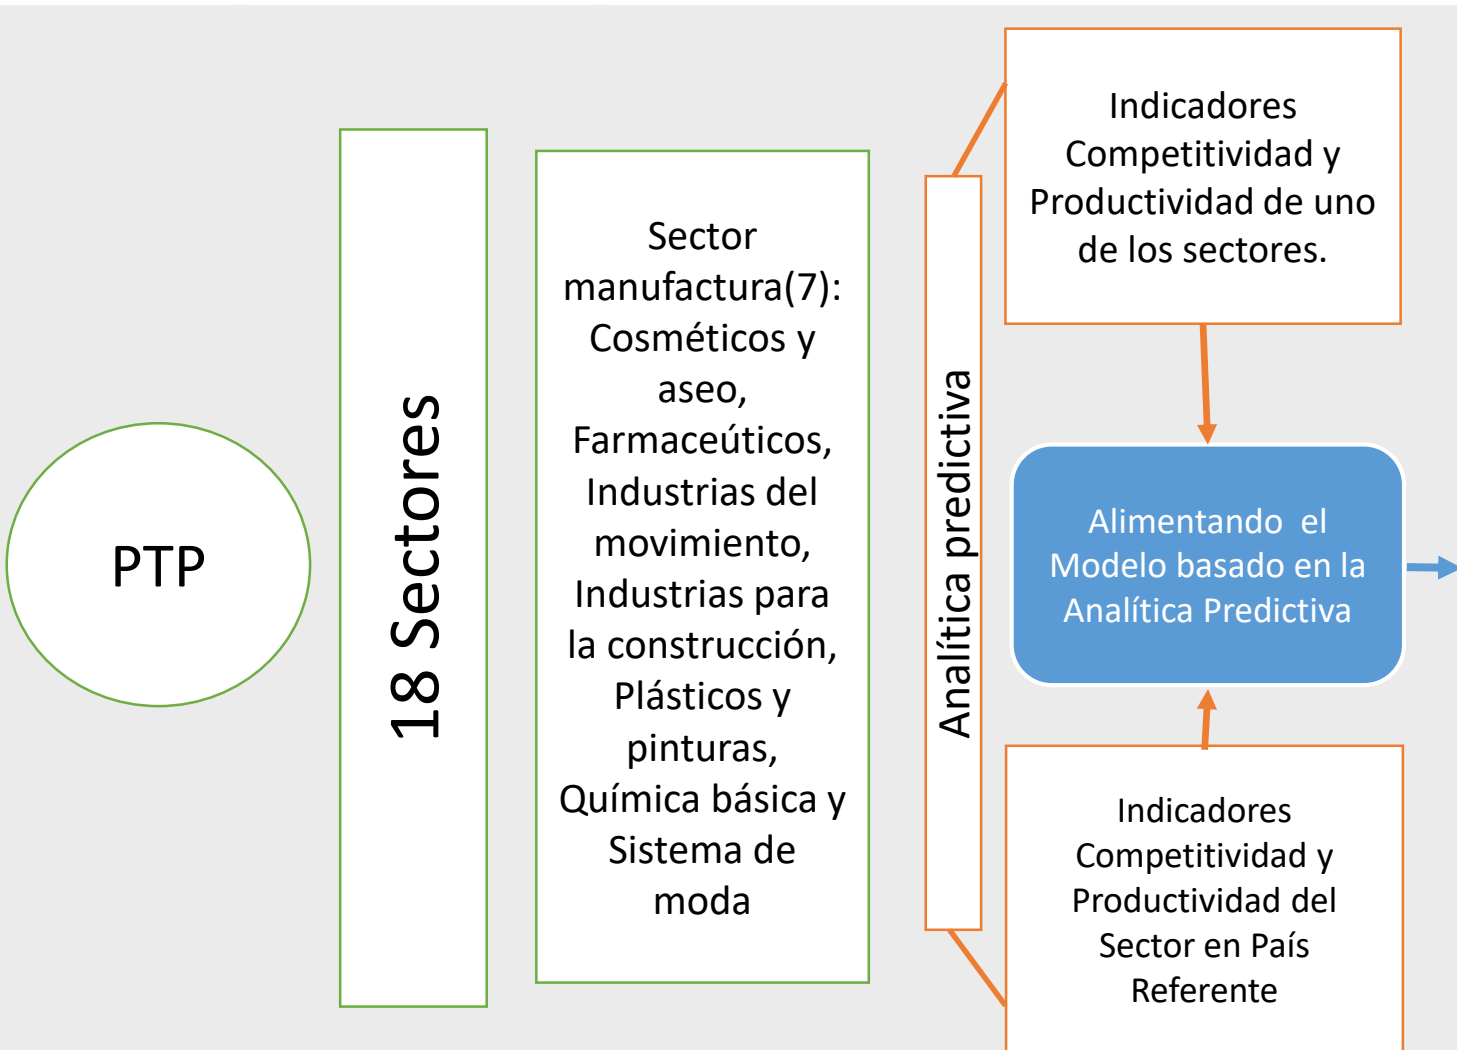 PTP
18 Sectores
Sector
manufactura(7):
Cosméticos y
aseo,
Farmaceúticos,
Industrias del
movimiento,
Industrias para
la construcción,
Plásticos y
pinturas,
Química básica y
Sistema de
moda
Analítica predictiva
Indicadores
Competitividad y
Productividad de uno
de los sectores.
Alimentando  el
Modelo basado en la
Analítica Predictiva
Indicadores
Competitividad y
Productividad del
Sector en País
Referente